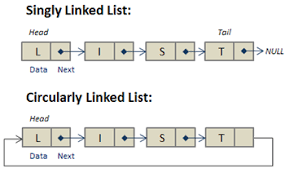 Singly Linked List:
Head Tail
L I S T NULL
Data Next
Circularly Linked List:
Head
L I S T
Data Next